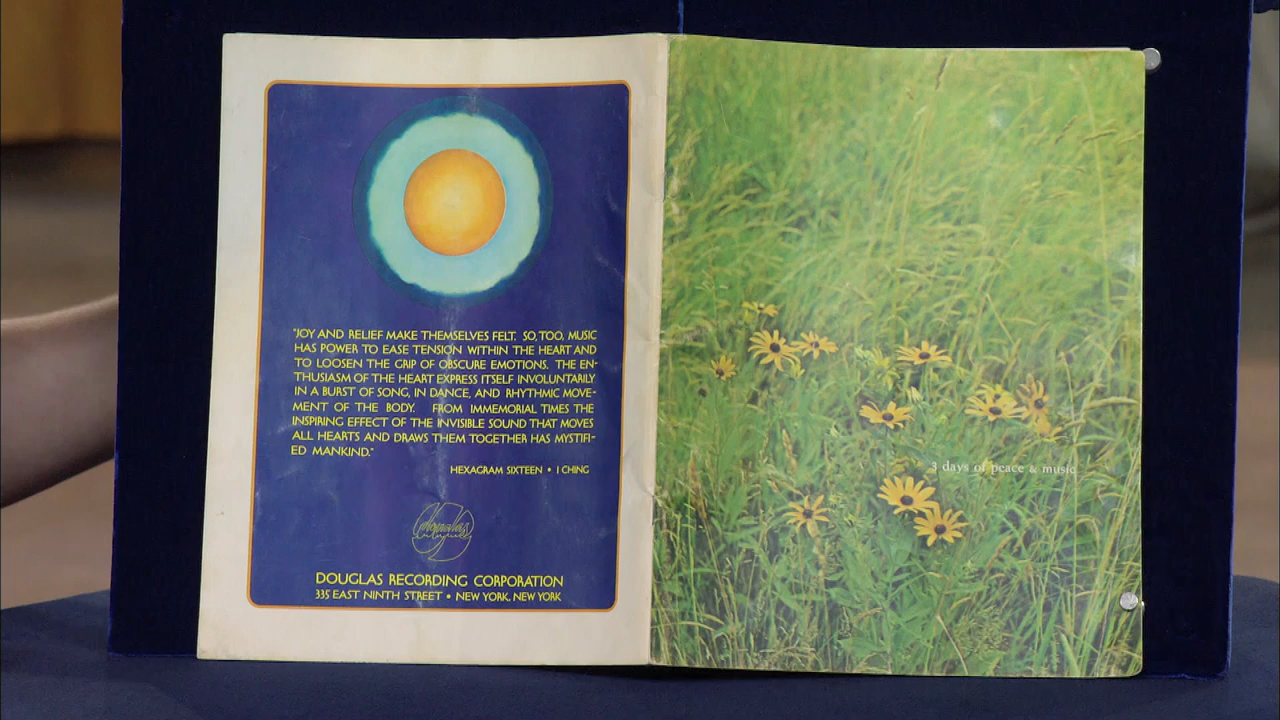 "JOY AND RELIEF MAKE THEMSELVES FELT. SO, TOO, MUSIC
HAS POWER TO EASE TENSION WITHIN THE HEART AND
TO LOOSEN THE GRIP OF OBSCURE EMOTIONS. THE EN-
THUSIASM OF THE HEART EXPRESS ITSELF INVOLUNTARILY
IN A BURST OF SONG, IN DANCE, AND RHYTHMIC MOVE-
MENT OF THE BODY. FROM IMMEMORIAL TIMES THE
INSPIRING EFFECT OF THE INVISIBLE SOUND THAT MOVES
ALL HEARTS AND DRAWS THEM TOGETHER HAS MYSTIFI-
ED MANKIND."
HEXAGRAM SIXTEEN • I CHING
Douglas
DOUGLAS RECORDING CORPORATION
335 EAST NINTH STREET • NEW YORK, NEW YORK
3 days of peace & music